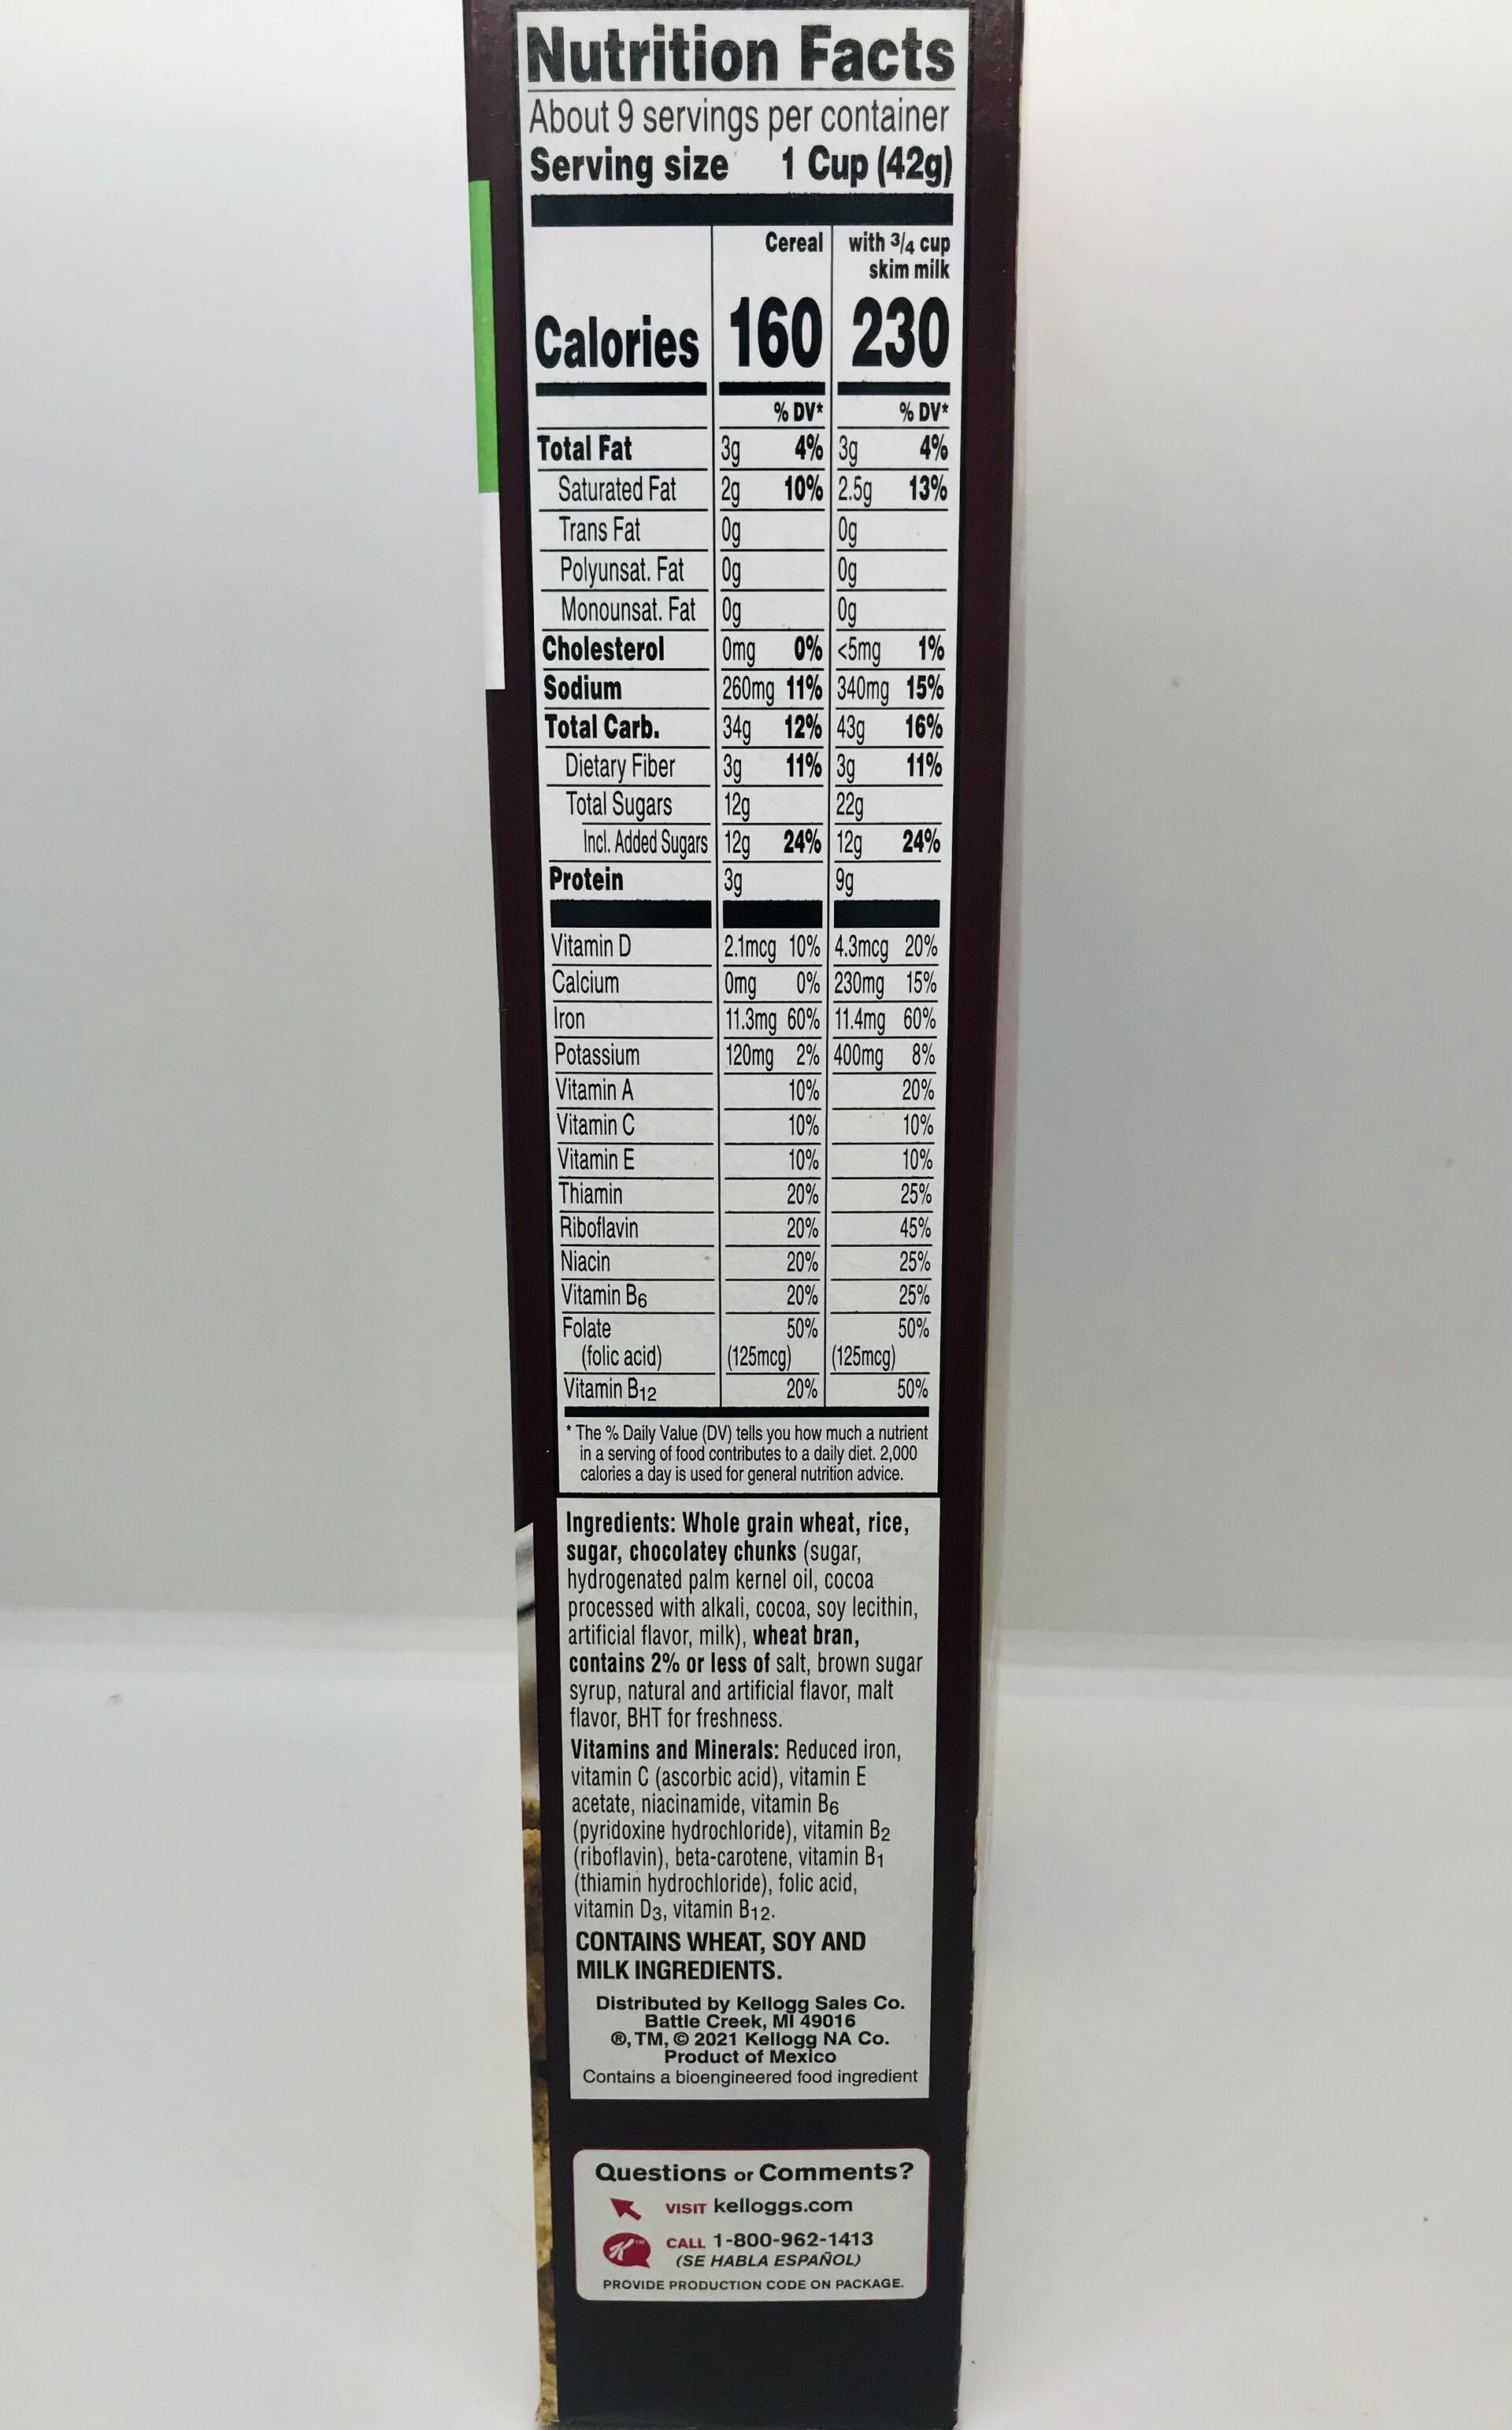 Nutrition Facts
About 9 servings per container
Serving size 1 Cup (42g)
Cereal with 3/4 cup
skim milk
Calories 160 230
% DV* % DV*
Total Fat 3g 4% 3g 4%
Saturated Fat 2g 10% 2.5g 13%
Trans Fat 0g 0g
Polyunsat. Fat 0g 0g
Monounsat. Fat 0g 0g
Cholesterol 0mg 0% <5mg 1%
Sodium 260mg 11% 340mg 15%
Total Carb. 34g 12% 43g 16%
Dietary Fiber 3g 11% 3g 11%
Total Sugars 12g 22g
Incl. Added Sugars 12g 24% 12g 24%
Protein 3g 9g
Vitamin D 2.1mcg 10% 4.3mcg 20%
Calcium 0mg 0% 230mg 15%
Iron 11.3mg 60% 11.4mg 60%
Potassium 120mg 2% 400mg 8%
Vitamin A 10% 20%
Vitamin C 10% 10%
Vitamin E 10% 10%
Thiamin 20% 25%
Riboflavin 20% 45%
Niacin 20% 25%
Vitamin B6 20% 25%
Folate 50% 50%
(folic acid) (125mcg) (125mcg)
Vitamin B12 20% 50%
* The % Daily Value (DV) tells you how much a nutrient
in a serving of food contributes to a daily diet. 2,000
calories a day is used for general nutrition advice.
Ingredients: Whole grain wheat, rice,
sugar, chocolatey chunks (sugar,
hydrogenated palm kernel oil, cocoa
processed with alkali, cocoa, soy lecithin,
artificial flavor, milk), wheat bran,
contains 2% or less of salt, brown sugar
syrup, natural and artificial flavor, malt
flavor, BHT for freshness.
Vitamins and Minerals: Reduced iron,
vitamin C (ascorbic acid), vitamin E
acetate, niacinamide, vitamin B6
(pyridoxine hydrochloride), vitamin B2
(riboflavin), beta-carotene, vitamin B1
(thiamin hydrochloride), folic acid,
vitamin D3, vitamin B12.
CONTAINS WHEAT, SOY AND
MILK INGREDIENTS.
Distributed by Kellogg Sales Co.
Battle Creek, MI 49016
®, TM, © 2021 Kellogg NA Co.
Product of Mexico
Contains a bioengineered food ingredient
Questions or Comments?
VISIT kelloggs.com
K™ CALL 1-800-962-1413
(SE HABLA ESPAÑOL)
PROVIDE PRODUCTION CODE ON PACKAGE.